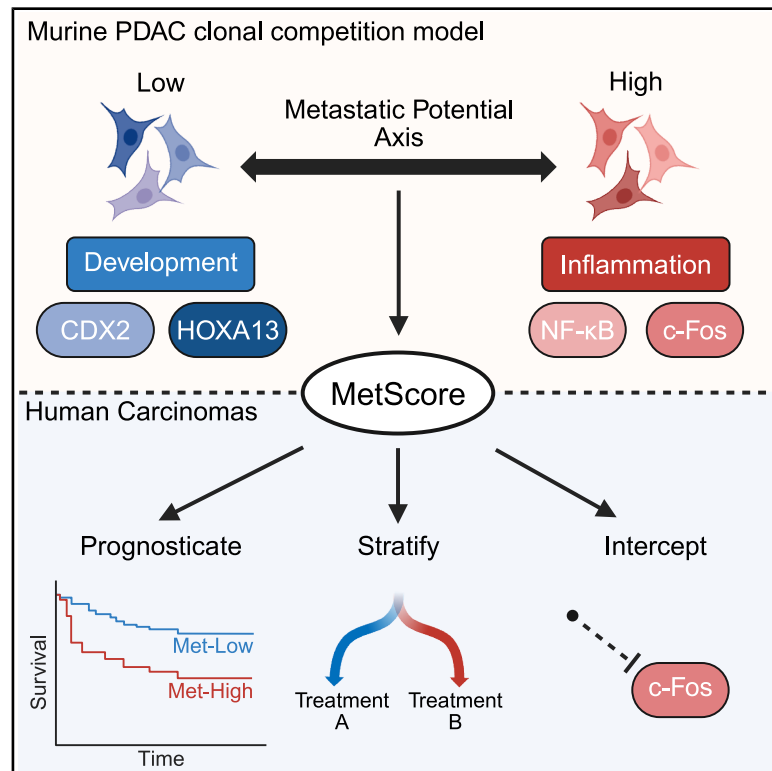 Murine PDAC clonal competition model
Low
High
Metastatic Potential
Axis
Development
Inflammation
CDX2
HOXA13
NF-κB
c-Fos
MetScore
Human Carcinomas
Prognosticate
Stratify
Intercept
Survival
Met-Low
Met-High
Time
Treatment
A
Treatment
B
c-Fos